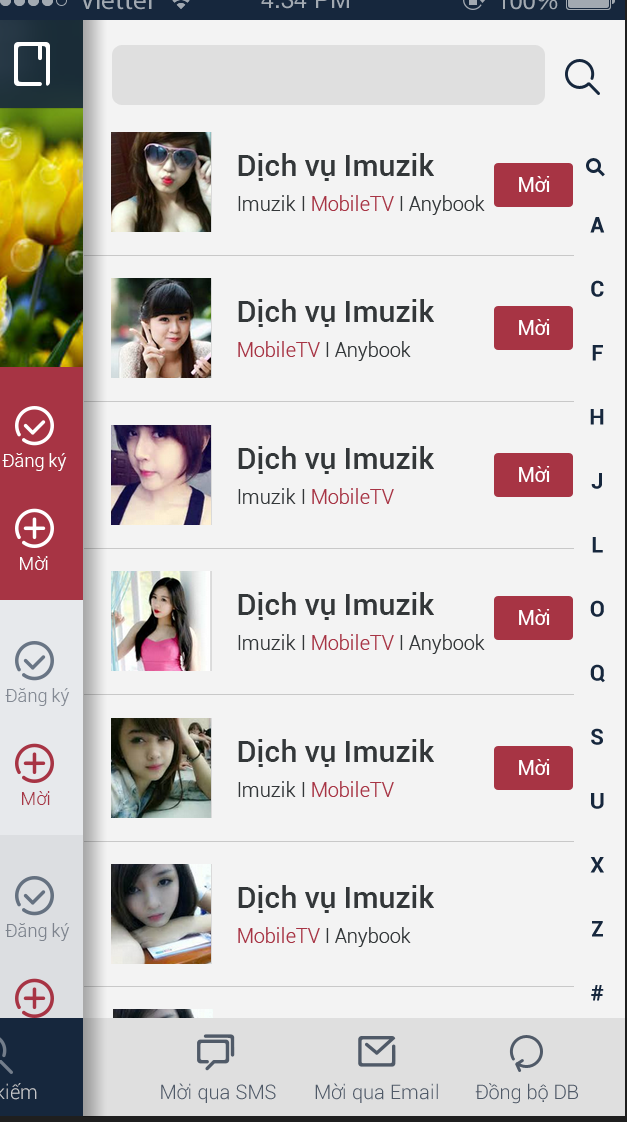 Viettel 4:34 PM 100%
Dịch vụ Imuzik
Imuzik I MobileTV I Anybook
Mời
A
Dịch vụ Imuzik
MobileTV I Anybook
Mời
C
F
Đăng ký
Mời
H
Dịch vụ Imuzik
Imuzik I MobileTV
Mời
J
L
Dịch vụ Imuzik
Imuzik I MobileTV I Anybook
Mời
O
Q
Đăng ký
Mời
S
Dịch vụ Imuzik
Imuzik I MobileTV
Mời
U
X
Dịch vụ Imuzik
MobileTV I Anybook
Z
Đăng ký
#
kiếm
Mời qua SMS
Mời qua Email
Đồng bộ DB